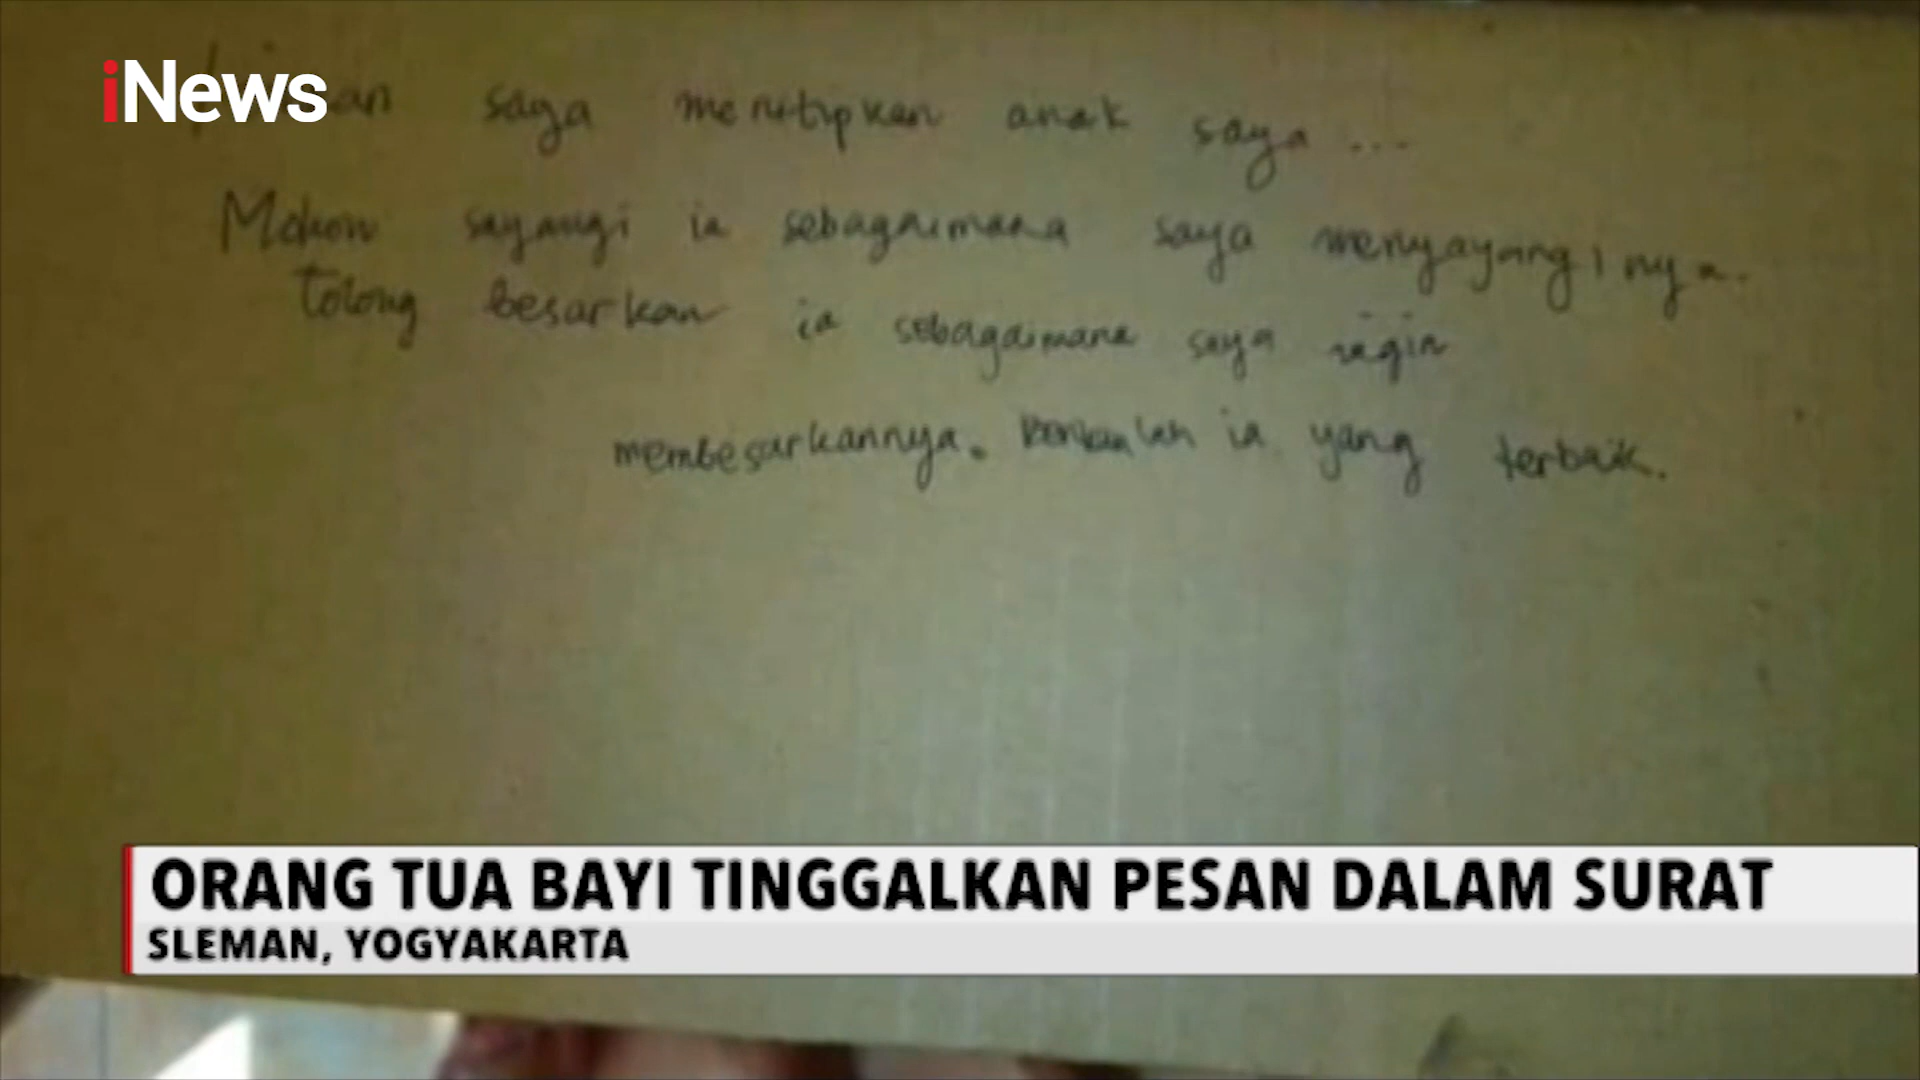 iNews
saya menitipkan anak saya ...
Mohon sayangi ia sebagaimana saya menyayanginya.
tolong besarkan ia sebagaimana saya ingin
membesarkannya. Berikanlah ia yang terbaik.
ORANG TUA BAYI TINGGALKAN PESAN DALAM SURAT
SLEMAN, YOGYAKARTA